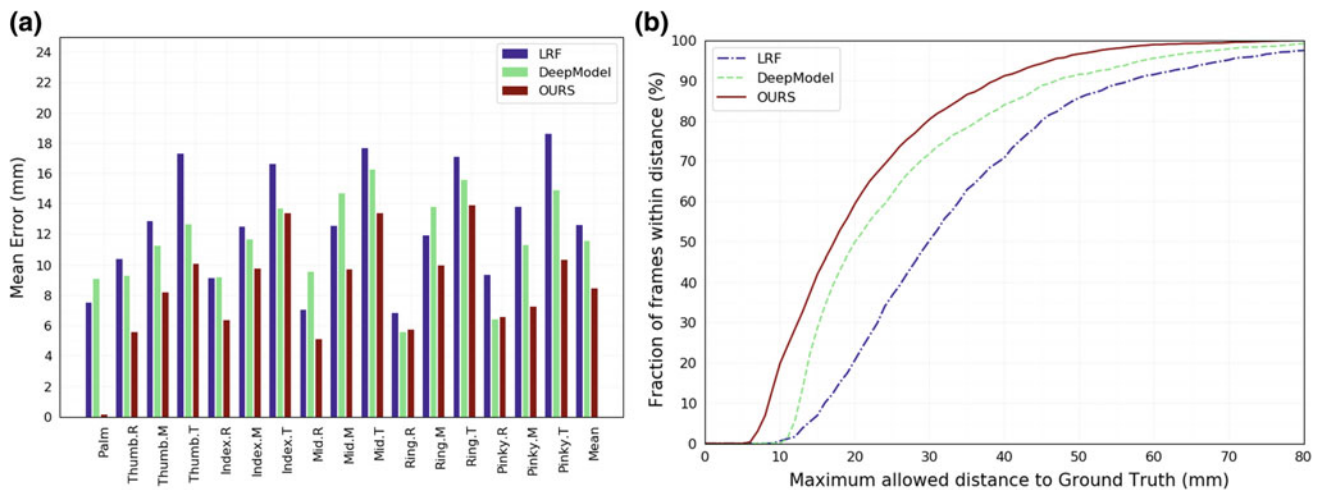 (a)
24
22
20
18
16
14
12
10
8
6
4
2
0
Mean Error (mm)
LRF
DeepModel
OURS
Palm
Thumb.R
Thumb.M
Thumb.T
Index.R
Index.M
Index.T
Mid.R
Mid.M
Mid.T
Ring.R
Ring.M
Ring.T
Pinky.R
Pinky.M
Pinky.T
Mean
(b)
100
90
80
70
60
50
40
30
20
10
0
Fraction of frames within distance (%)
LRF
DeepModel
OURS
0 10 20 30 40 50 60 70 80
Maximum allowed distance to Ground Truth (mm)